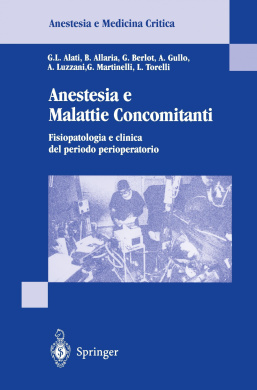 Anestesia e Medicina Critica
G.L. Alati, B. Allaria, G. Berlot, A. Gullo,
A. Luzzani, G. Martinelli, L. Torelli
Anestesia e
Malattie Concomitanti
Fisiopatologia e clinica
del periodo perioperatorio
Springer